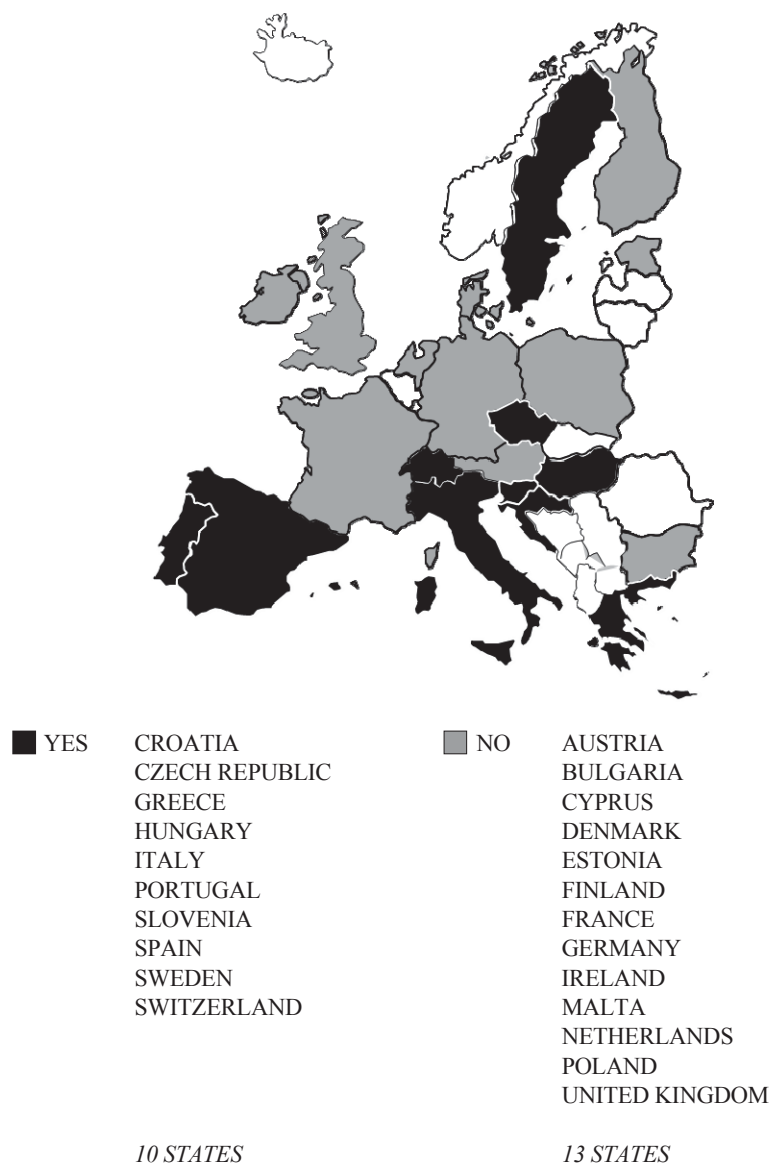 YES
CROATIA
CZECH REPUBLIC
GREECE
HUNGARY
ITALY
PORTUGAL
SLOVENIA
SPAIN
SWEDEN
SWITZERLAND
10 STATES
NO
AUSTRIA
BULGARIA
CYPRUS
DENMARK
ESTONIA
FINLAND
FRANCE
GERMANY
IRELAND
MALTA
NETHERLANDS
POLAND
UNITED KINGDOM
13 STATES